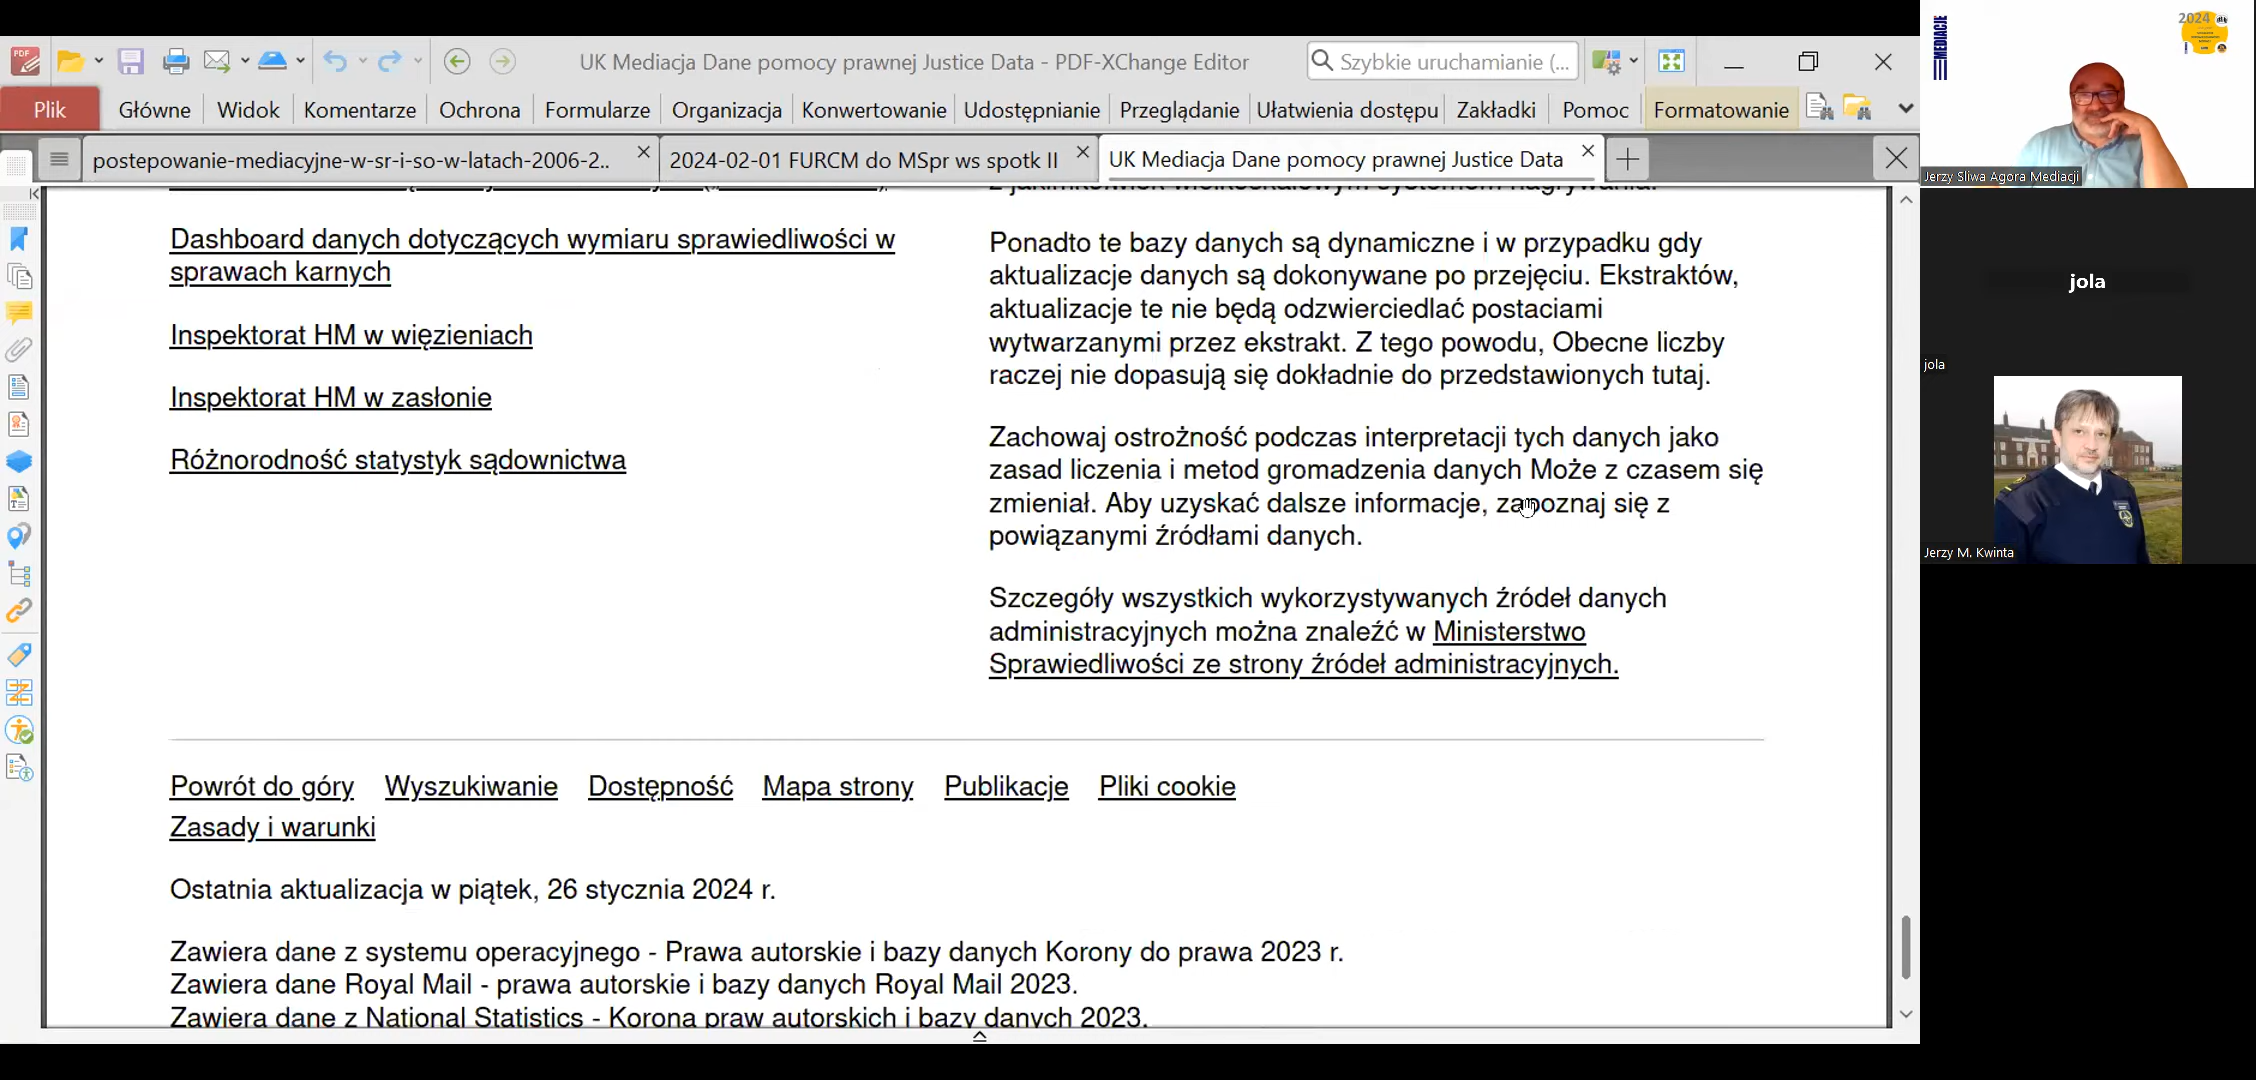 UK Mediacja Dane pomocy prawnej Justice Data - PDF-XChange Editor
Szybkie uruchamianie (...
Plik Główne Widok Komentarze Ochrona Formularze Organizacja Konwertowanie Udostępnianie Przeglądanie Ułatwienia dostępu Zakładki Pomoc Formatowanie
postepowanie-mediacyjne-w-sr-i-so-w-latach-2006-2..
2024-02-01 FURCM do MSpr ws spotk II
UK Mediacja Dane pomocy prawnej Justice Data
Dashboard danych dotyczących wymiaru sprawiedliwości w
sprawach karnych
Inspektorat HM w więzieniach
Inspektorat HM w zasłonie
Różnorodność statystyk sądownictwa
z jakimkolwiek wielkoskalowym systemem nagrywania.
Ponadto te bazy danych są dynamiczne i w przypadku gdy
aktualizacje danych są dokonywane po przejęciu. Ekstraktów,
aktualizacje te nie będą odzwierciedlać postaciami
wytwarzanymi przez ekstrakt. Z tego powodu, Obecne liczby
raczej nie dopasują się dokładnie do przedstawionych tutaj.
Zachowaj ostrożność podczas interpretacji tych danych jako
zasad liczenia i metod gromadzenia danych Może z czasem się
zmieniał. Aby uzyskać dalsze informacje, zapoznaj się z
powiązanymi źródłami danych.
Szczegóły wszystkich wykorzystywanych źródeł danych
administracyjnych można znaleźć w Ministerstwo
Sprawiedliwości ze strony źródeł administracyjnych.
Powrót do góry Wyszukiwanie Dostępność Mapa strony Publikacje Pliki cookie
Zasady i warunki
Ostatnia aktualizacja w piątek, 26 stycznia 2024 r.
Zawiera dane z systemu operacyjnego - Prawa autorskie i bazy danych Korony do prawa 2023 r.
Zawiera dane Royal Mail - prawa autorskie i bazy danych Royal Mail 2023.
Zawiera dane z National Statistics - Korona praw autorskich i bazy danych 2023.
MEDIACJE
2024
Jerzy Sliwa Agora Mediacji
jola
jola
Jerzy M. Kwinta